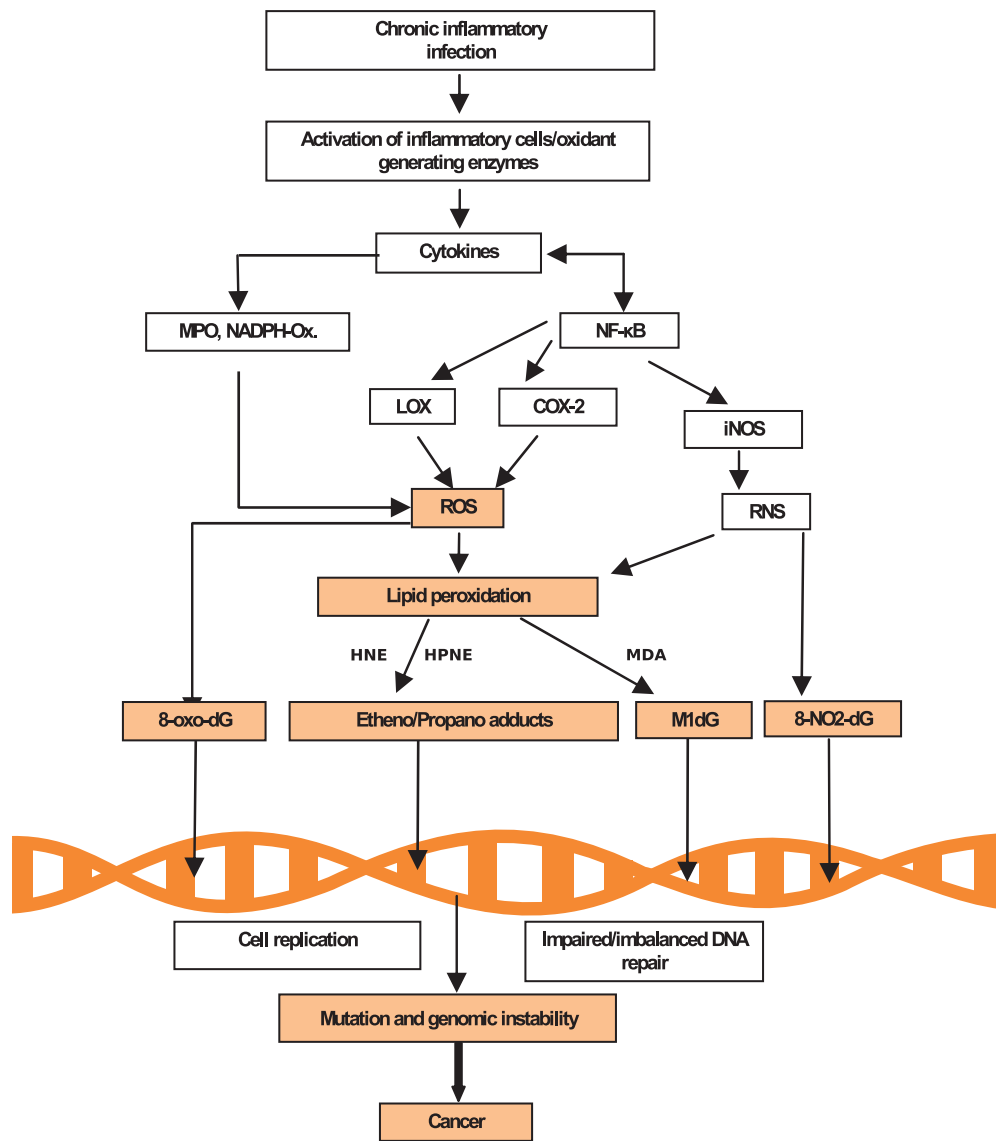 Chronic inflammatory
infection
Activation of inflammatory cells/oxidant
generating enzymes
Cytokines
MPO, NADPH-Ox.
NF-κB
LOX
COX-2
iNOS
ROS
RNS
Lipid peroxidation
HNE
HPNE
MDA
8-oxo-dG
Etheno/Propano adducts
M1dG
8-NO2-dG
Cell replication
Impaired/imbalanced DNA
repair
Mutation and genomic instability
Cancer